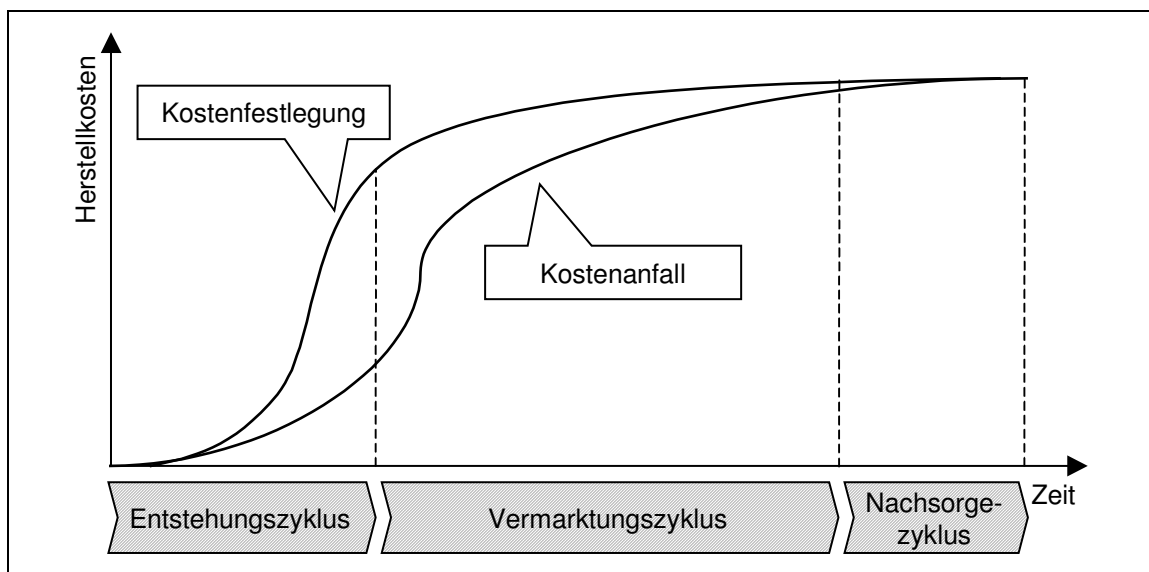 Herstellkosten
Kostenfestlegung
Kostenanfall
Zeit
Entstehungszyklus
Vermarktungszyklus
Nachsorge-
zyklus